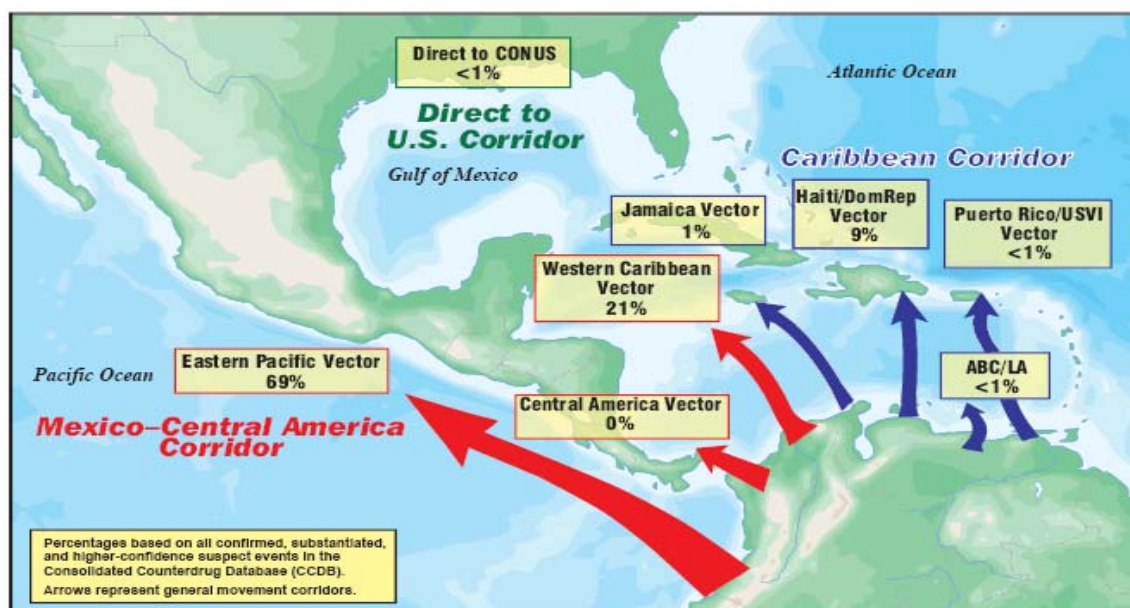 Direct to CONUS
<1%
Direct to
U.S. Corridor
Gulf of Mexico
Atlantic Ocean
Caribbean Corridor
Jamaica Vector
1%
Haiti/DomRep
Vector
9%
Puerto Rico/USVI
Vector
<1%
Western Caribbean
Vector
21%
Pacific Ocean
Eastern Pacific Vector
69%
ABC/LA
<1%
Central America Vector
0%
Mexico–Central America
Corridor
Percentages based on all confirmed, substantiated,
and higher-confidence suspect events in the
Consolidated Counterdrug Database (CCDB).
Arrows represent general movement corridors.